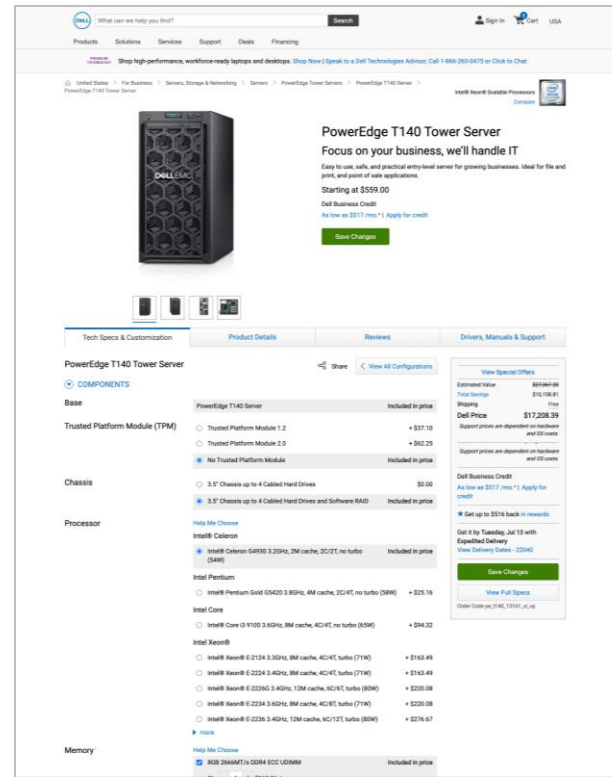 DELL
What can we help you find?
Search
Sign In
Cart
USA
Products
Solutions
Services
Support
Deals
Financing
Shop high-performance, workforce-ready laptops and desktops. Shop Now | Speak to a Dell Technologies Advisor, Call 1-866-260-0475 or Click to Chat
United States > For Business > Servers, Storage & Networking > Servers > PowerEdge Tower Servers > PowerEdge T140 Server >
PowerEdge T140 Tower Server
Intel® Xeon® Scalable Processors
Compare
DELLEMC
PowerEdge T140 Tower Server
Focus on your business, we'll handle IT
Easy to use, safe, and practical entry-level server for growing businesses. Ideal for file and
print, and point of sale applications.
Starting at $559.00
Dell Business Credit
As low as $517 /mo.^ | Apply for credit
Save Changes
Tech Specs & Customization
Product Details
Reviews
Drivers, Manuals & Support
PowerEdge T140 Tower Server
Share
View All Configurations
COMPONENTS
Base
PowerEdge T140 Server Included in price
Trusted Platform Module (TPM)
Trusted Platform Module 1.2 + $37.10
Trusted Platform Module 2.0 + $62.25
No Trusted Platform Module Included in price
Chassis
3.5" Chassis up to 4 Cabled Hard Drives $0.00
3.5" Chassis up to 4 Cabled Hard Drives and Software RAID Included in price
Processor
Help Me Choose
Intel® Celeron
Intel® Celeron G4930 3.2GHz, 2M cache, 2C/2T, no turbo Included in price
(54W)
Intel Pentium
Intel® Pentium Gold G5420 3.8GHz, 4M cache, 2C/4T, no turbo (58W) + $25.16
Intel Core
Intel® Core i3 9100 3.6GHz, 8M cache, 4C/4T, no turbo (65W) + $94.32
Intel Xeon®
Intel® Xeon® E-2124 3.3GHz, 8M cache, 4C/4T, turbo (71W) + $163.49
Intel® Xeon® E-2224 3.4GHz, 8M cache, 4C/4T, turbo (71W) + $163.49
Intel® Xeon® E-2226G 3.4GHz, 12M cache, 6C/6T, turbo (80W) + $220.08
Intel® Xeon® E-2234 3.6GHz, 8M cache, 4C/8T, turbo (71W) + $220.08
Intel® Xeon® E-2236 3.4GHz, 12M cache, 6C/12T, turbo (80W) + $276.67
more
Memory
Help Me Choose
8GB 2666MT/s DDR4 ECC UDIMM Included in price
View Special Offers
Estimated Value
Total Savings $10,158.81
Shipping Free
Dell Price $17,208.39
Support prices are dependent on hardware
and OS costs.
Support prices are dependent on hardware
and OS costs.
Dell Business Credit
As low as $517 /mo.^ | Apply for
credit
Get up to $516 back in rewards
Get it by Tuesday, Jul 13 with
Expedited Delivery
View Delivery Dates - 22040
Save Changes
View Full Specs